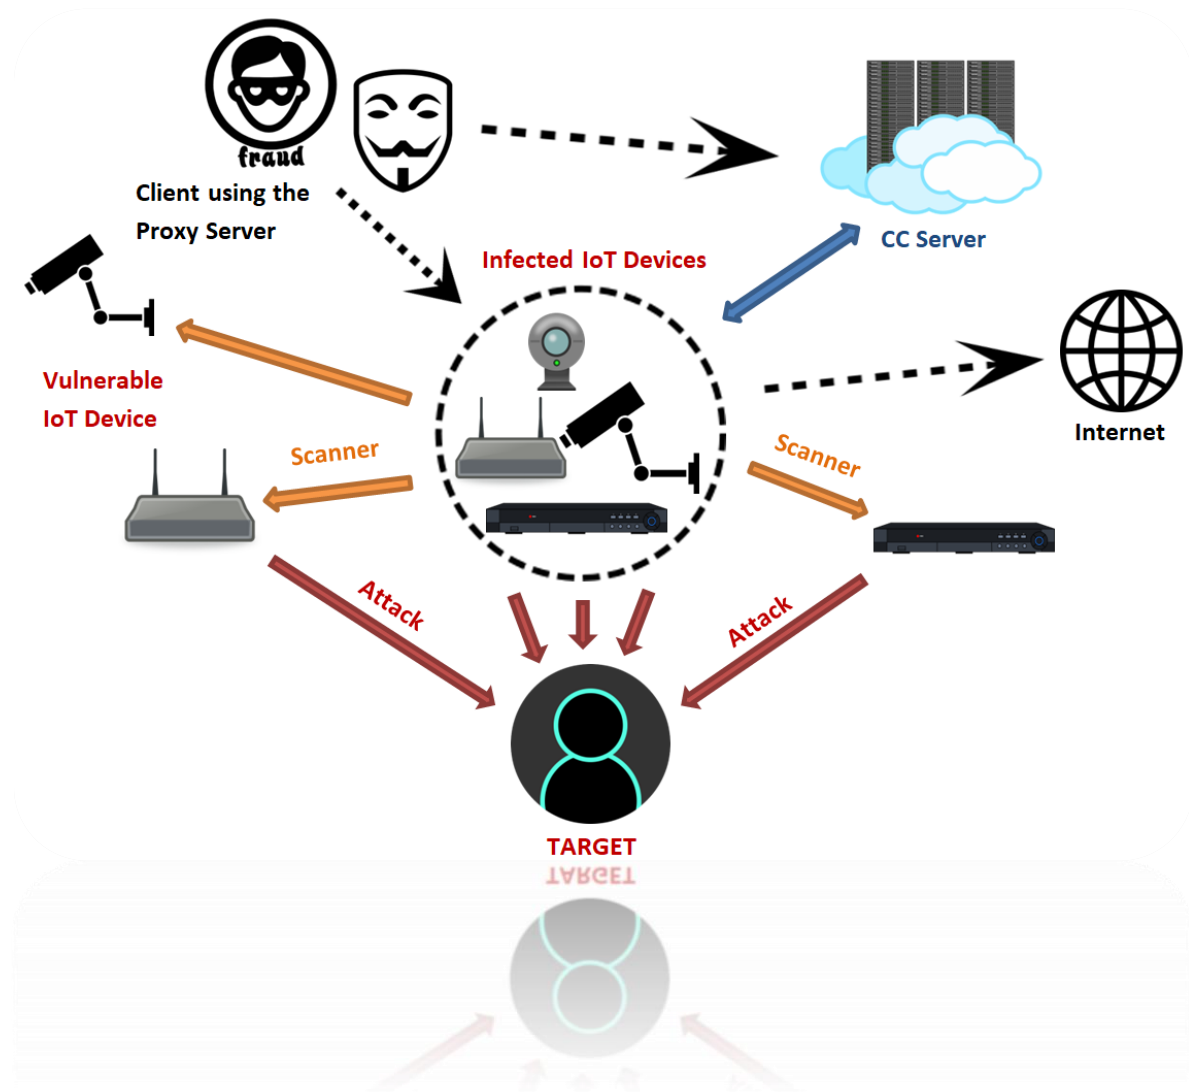 fraud
Client using the
Proxy Server
CC Server
Infected IoT Devices
Vulnerable
IoT Device
Internet
Scanner
Scanner
Attack
Attack
TARGET
TARGET